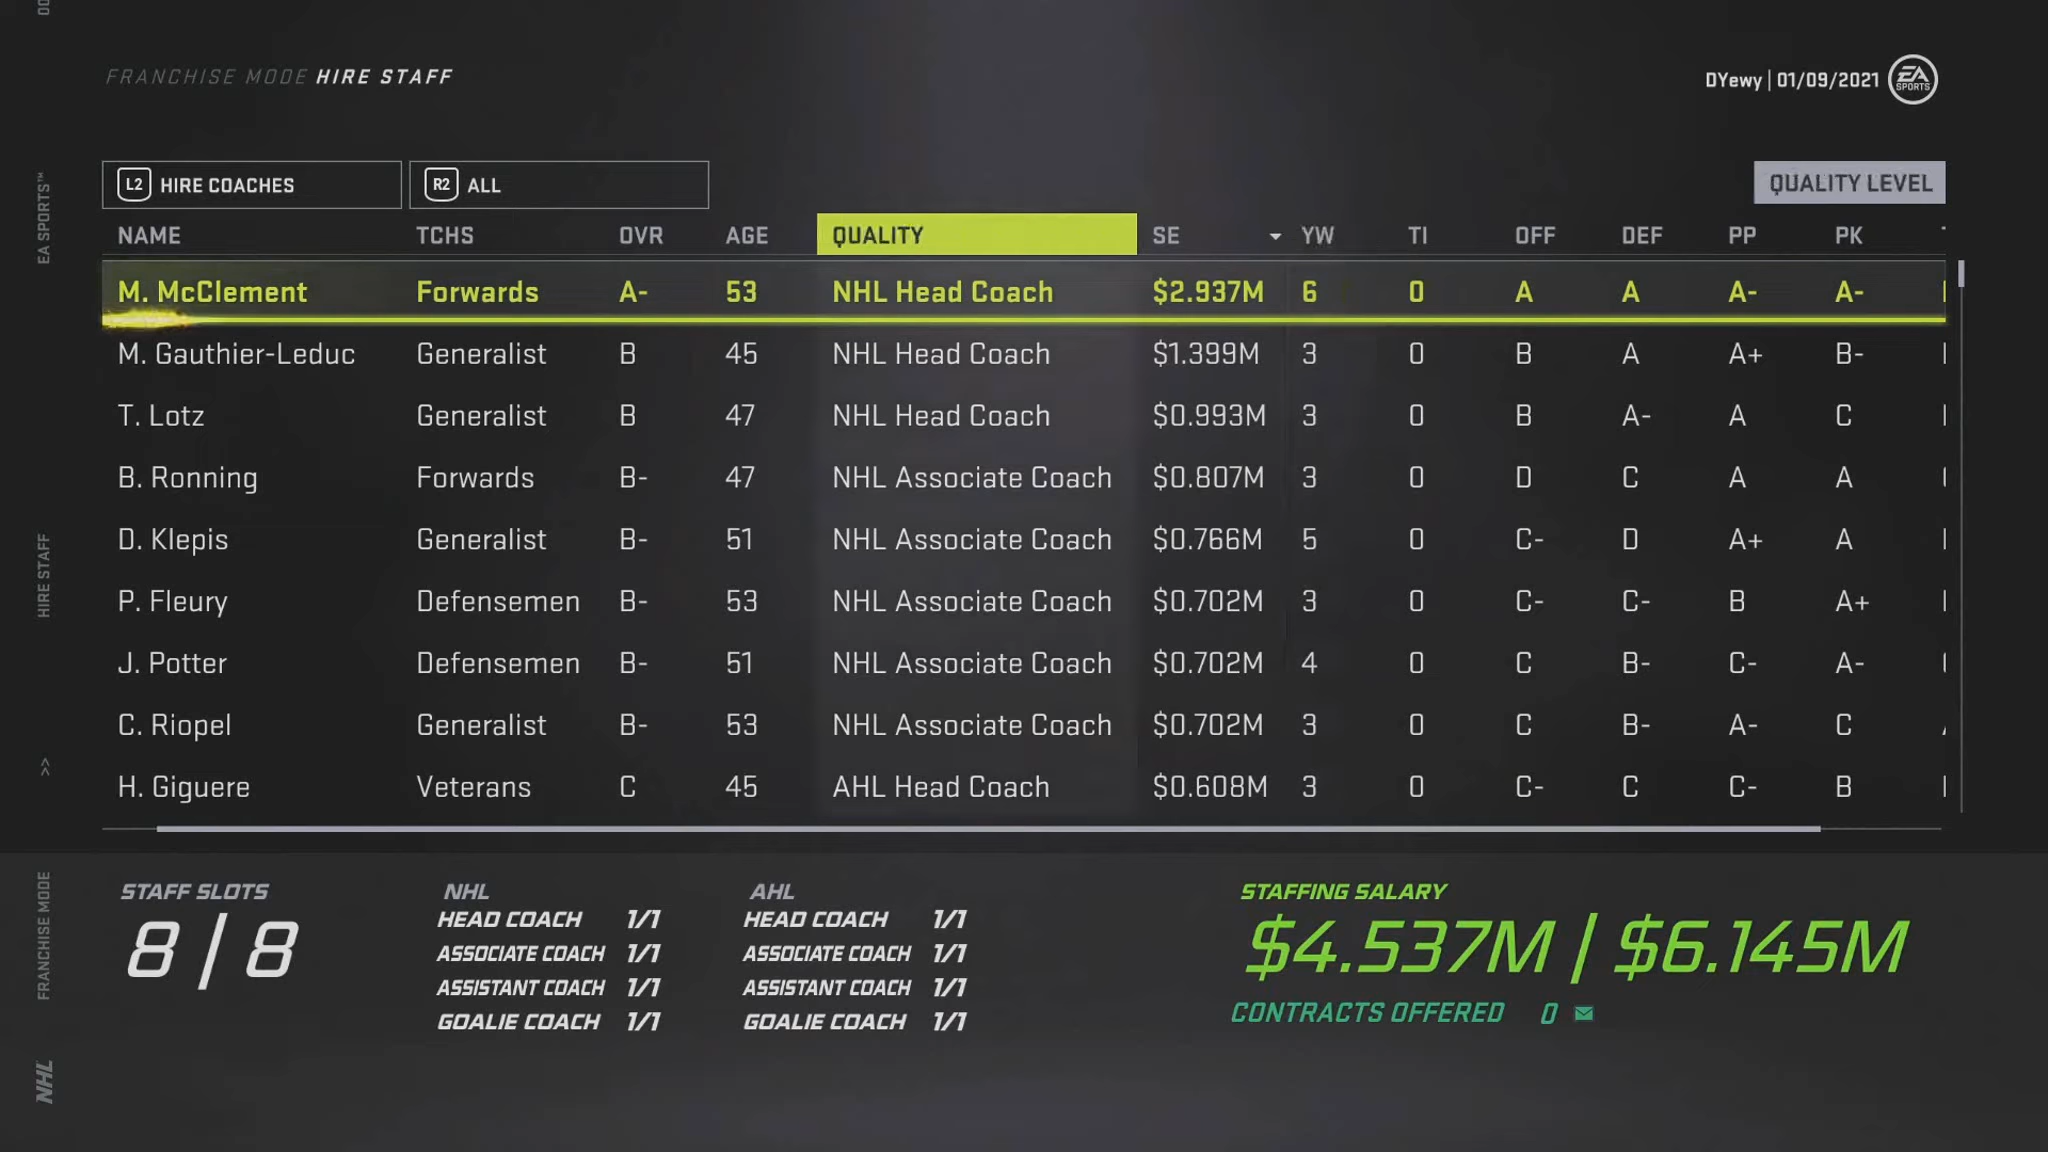 FRANCHISE MODE HIRE STAFF
DYewy | 01/09/2021 EA SPORTS
L2 HIRE COACHES R2 ALL QUALITY LEVEL
NAME TCHS OVR AGE QUALITY SE YW TI OFF DEF PP PK
M. McClement Forwards A- 53 NHL Head Coach $2.937M 6 0 A A A- A-
M. Gauthier-Leduc Generalist B 45 NHL Head Coach $1.399M 3 0 B A A+ B-
T. Lotz Generalist B 47 NHL Head Coach $0.993M 3 0 B A- A C
B. Ronning Forwards B- 47 NHL Associate Coach $0.807M 3 0 D C A A
D. Klepis Generalist B- 51 NHL Associate Coach $0.766M 5 0 C- D A+ A
P. Fleury Defensemen B- 53 NHL Associate Coach $0.702M 3 0 C- C- B A+
J. Potter Defensemen B- 51 NHL Associate Coach $0.702M 4 0 C B- C- A-
C. Riopel Generalist B- 53 NHL Associate Coach $0.702M 3 0 C B- A- C
H. Giguere Veterans C 45 AHL Head Coach $0.608M 3 0 C- C C- B
STAFF SLOTS
8 | 8
NHL
HEAD COACH 1/1
ASSOCIATE COACH 1/1
ASSISTANT COACH 1/1
GOALIE COACH 1/1
AHL
HEAD COACH 1/1
ASSOCIATE COACH 1/1
ASSISTANT COACH 1/1
GOALIE COACH 1/1
STAFFING SALARY
$4.537M | $6.145M
CONTRACTS OFFERED 0
NHL FRANCHISE MODE >> HIRE STAFF EA SPORTS™